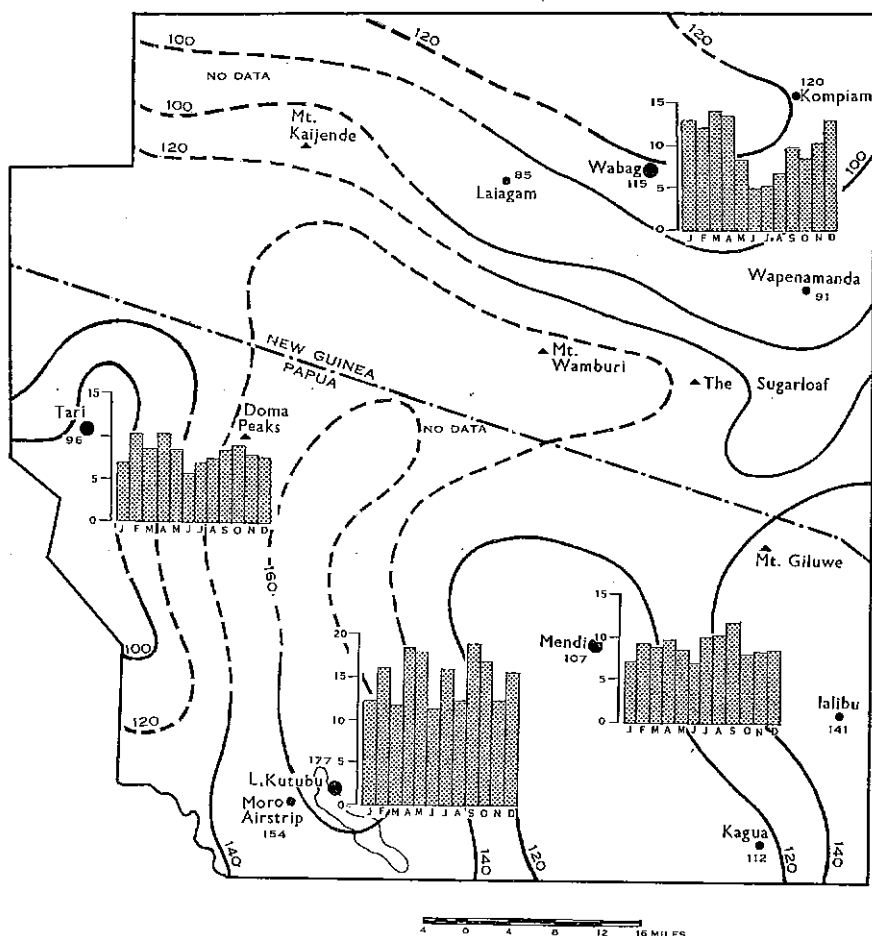 100
120
120
NO DATA
100
120
Mt. Kaijende
85
Laiagam
Wabag
115
120
Kompiam
15
10
5
0
J F M A M J J A S O N D
100
Wapenamanda
91
NEW GUINEA
PAPUA
Mt. Wamburi
The Sugarloaf
NO DATA
Tari
96
Doma Peaks
15
10
5
0
J F M A M J J A S O N D
100
120
160
Mt. Giluwe
Mendi
107
15
10
5
0
J F M A M J J A S O N D
Ialibu
141
20
15
10
5
0
J F M A M J J A S O N D
177
L. Kutubu
Moro Airstrip
154
Kagua
112
140
140
120
120
140
4 0 4 8 12 16 MILES